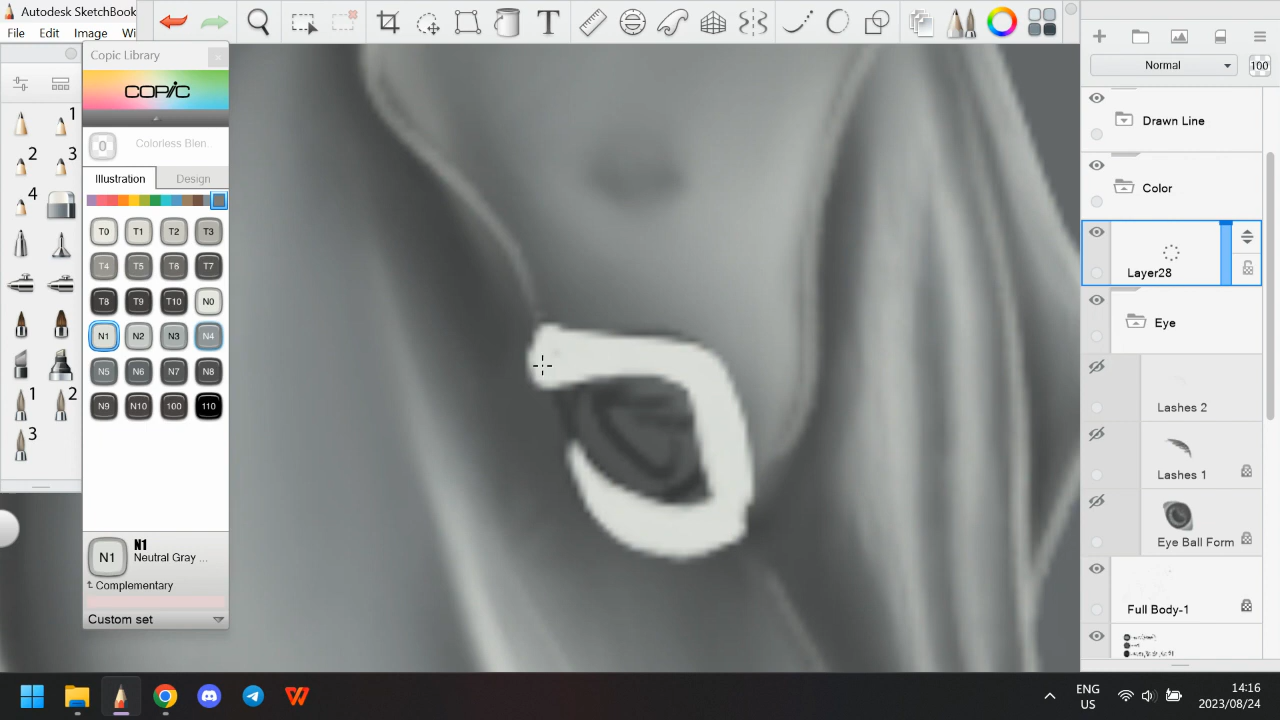 Autodesk SketchBook
File Edit Image Wi
T
Normal
100
Copic Library
COPIC
0 Colorless Blen..
Illustration Design
T0 T1 T2 T3
T4 T5 T6 T7
T8 T9 T10 N0
N1 N2 N3 N4
N5 N6 N7 N8
N9 N10 100 110
N1
N1
Neutral Gray ...
Complementary
Custom set
1
2 3
4
1 2
3
Drawn Line
Color
Layer28
Eye
Lashes 2
Lashes 1
Eye Ball Form
Full Body-1
ENG
US
14:16
2023/08/24